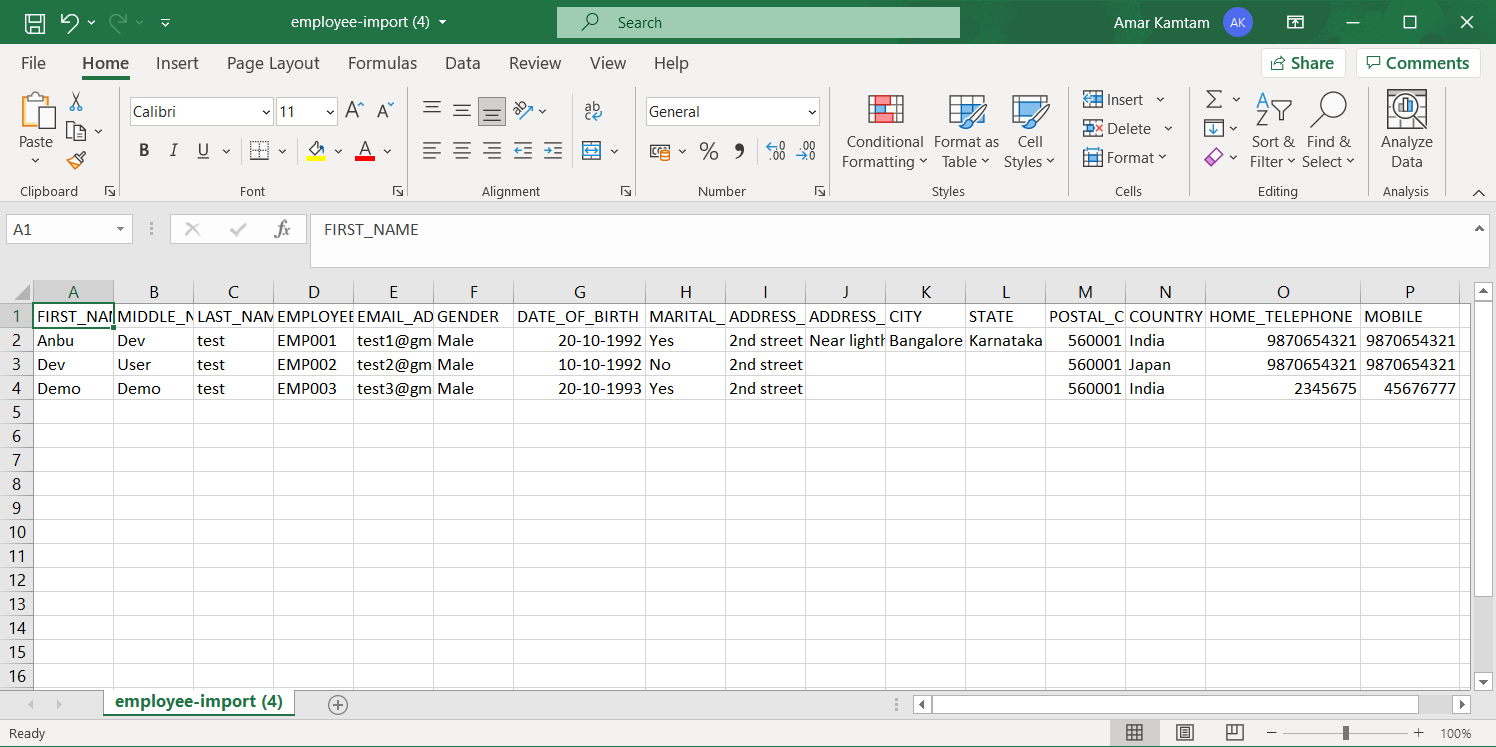 employee-import (4)
Search
Amar Kamtam AK
File Home Insert Page Layout Formulas Data Review View Help Share Comments
Paste
Calibri 11
B I U
General
% 9
Conditional Formatting
Format as Table
Cell Styles
Insert
Delete
Format
Sort & Filter
Find & Select
Analyze Data
Clipboard Font Alignment Number Styles Cells Editing Analysis
A1 fx FIRST_NAME
A B C D E F G H I J K L M N O P
1 FIRST_NAM MIDDLE_N LAST_NAM EMPLOYEE EMAIL_AD GENDER DATE_OF_BIRTH MARITAL_ ADDRESS_ ADDRESS_ CITY STATE POSTAL_C COUNTRY HOME_TELEPHONE MOBILE
2 Anbu Dev test EMP001 test1@gm Male 20-10-1992 Yes 2nd street Near lighth Bangalore Karnataka 560001 India 9870654321 9870654321
3 Dev User test EMP002 test2@gm Male 10-10-1992 No 2nd street 560001 Japan 9870654321 9870654321
4 Demo Demo test EMP003 test3@gm Male 20-10-1993 Yes 2nd street 560001 India 2345675 45676777
5
6
7
8
9
10
11
12
13
14
15
16
employee-import (4)
Ready 100%